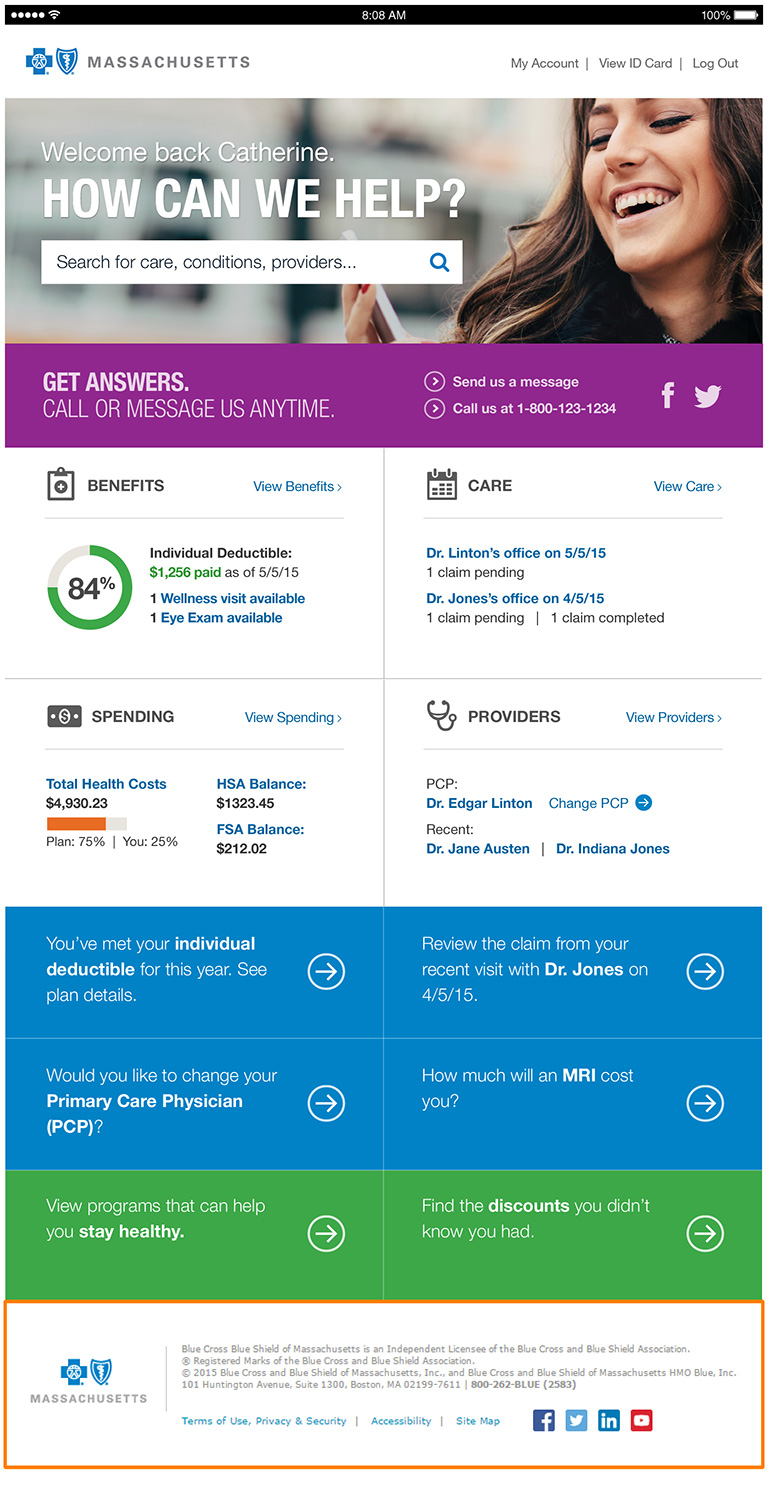 8:08 AM 100%
MASSACHUSETTS
My Account | View ID Card | Log Out
Welcome back Catherine.
HOW CAN WE HELP?
Search for care, conditions, providers...
GET ANSWERS.
CALL OR MESSAGE US ANYTIME.
Send us a message
Call us at 1-800-123-1234
BENEFITS
View Benefits ›
84%
Individual Deductible:
$1,256 paid as of 5/5/15
1 Wellness visit available
1 Eye Exam available
CARE
View Care ›
Dr. Linton's office on 5/5/15
1 claim pending
Dr. Jones's office on 4/5/15
1 claim pending | 1 claim completed
SPENDING
View Spending ›
Total Health Costs
$4,930.23
Plan: 75% | You: 25%
HSA Balance:
$1323.45
FSA Balance:
$212.02
PROVIDERS
View Providers ›
PCP:
Dr. Edgar Linton Change PCP
Recent:
Dr. Jane Austen | Dr. Indiana Jones
You've met your individual
deductible for this year. See
plan details.
Review the claim from your
recent visit with Dr. Jones on
4/5/15.
Would you like to change your
Primary Care Physician
(PCP)?
How much will an MRI cost
you?
View programs that can help
you stay healthy.
Find the discounts you didn't
know you had.
MASSACHUSETTS
Blue Cross Blue Shield of Massachusetts is an Independent Licensee of the Blue Cross and Blue Shield Association.
® Registered Marks of the Blue Cross and Blue Shield Association.
© 2015 Blue Cross and Blue Shield of Massachusetts, Inc., and Blue Cross and Blue Shield of Massachusetts HMO Blue, Inc.
101 Huntington Avenue, Suite 1300, Boston, MA 02199-7611 | 800-262-BLUE (2583)
Terms of Use, Privacy & Security | Accessibility | Site Map